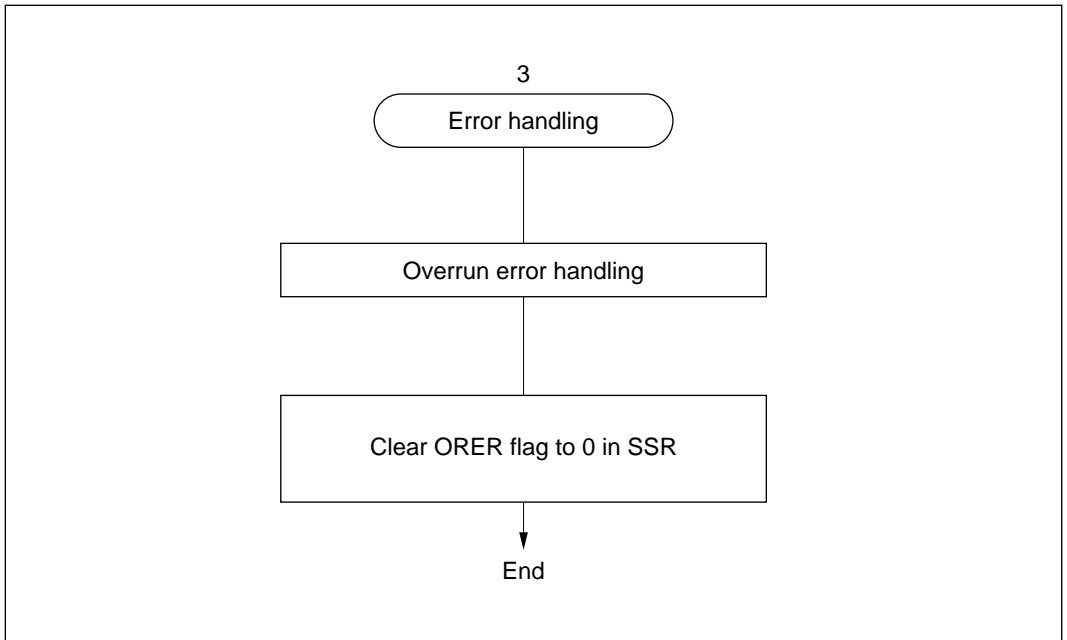 3
Error handling
Overrun error handling
Clear ORER flag to 0 in SSR
End